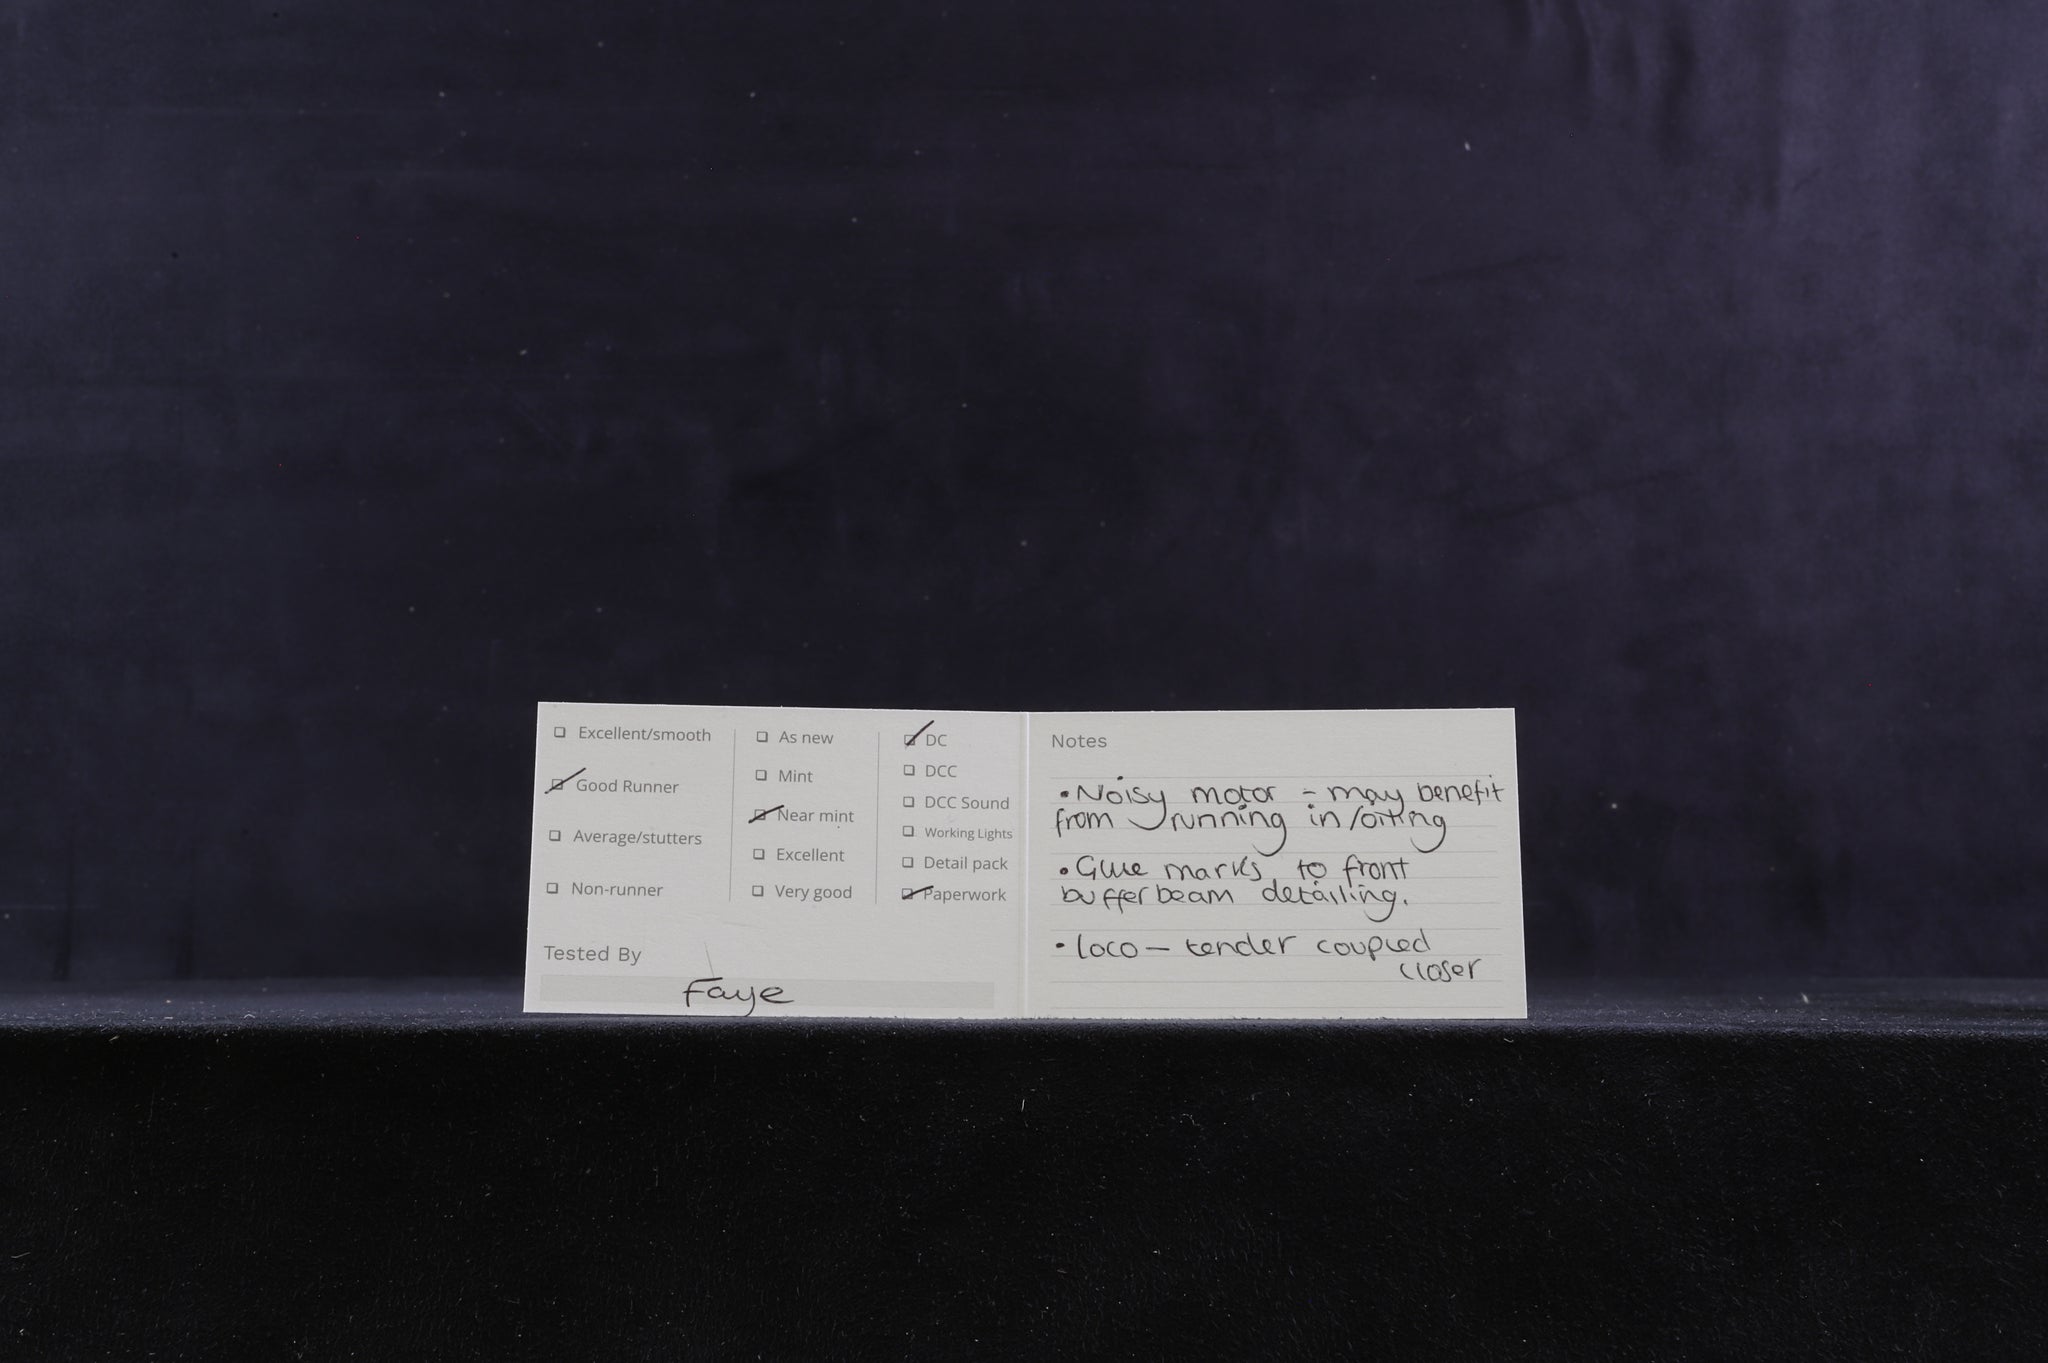 ☐ Excellent/smooth
☑ Good Runner
☐ Average/stutters
☐ Non-runner
☐ As new
☐ Mint
☑ Near mint
☐ Excellent
☐ Very good
☑ DC
☐ DCC
☐ DCC Sound
☐ Working Lights
☐ Detail pack
☑ Paperwork
Tested By
Faye
Notes
• Noisy motor - may benefit
from running in/oiling
• Glue marks to front
bufferbeam detailing.
• loco - tender coupled
closer